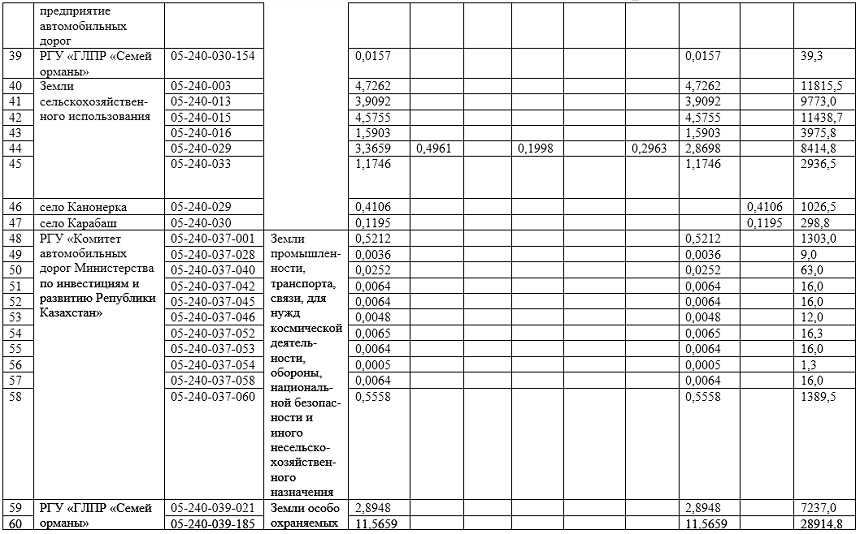 предприятие
автомобильных
дорог
39 РГУ «ГЛПР «Семей 05-240-030-154 0,0157 0,0157 39,3
орманы»
40 Земли 05-240-003 4,7262 4,7262 11815,5
41 сельскохозяйствен- 05-240-013 3,9092 3,9092 9773,0
42 ного использования 05-240-015 4,5755 4,5755 11438,7
43 05-240-016 1,5903 1,5903 3975,8
44 05-240-029 3,3659 0,4961 0,1998 0,2963 2,8698 8414,8
45 05-240-033 1,1746 1,1746 2936,5
46 село Канонерка 05-240-029 0,4106 0,4106 1026,5
47 село Карабаш 05-240-030 0,1195 0,1195 298,8
48 РГУ «Комитет 05-240-037-001 Земли 0,5212 0,5212 1303,0
49 автомобильных 05-240-037-028 промышлен- 0,0036 0,0036 9,0
50 дорог Министерства 05-240-037-040 ности, 0,0252 0,0252 63,0
51 по инвестициям и 05-240-037-042 транспорта, 0,0064 0,0064 16,0
52 развитию Републики 05-240-037-045 связи, для 0,0064 0,0064 16,0
53 Казахстан» 05-240-037-046 нужд 0,0048 0,0048 12,0
54 05-240-037-052 космической 0,0065 0,0065 16,3
55 05-240-037-053 деятель- 0,0064 0,0064 16,0
56 05-240-037-054 ности, 0,0005 0,0005 1,3
57 05-240-037-058 обороны, 0,0064 0,0064 16,0
58 05-240-037-060 националь- 0,5558 0,5558 1389,5
ной безопас-
ности и
иного
несельско-
хозяйствен-
ного
назначения
59 РГУ «ГЛПР «Семей 05-240-039-021 Земли особо 2,8948 2,8948 7237,0
60 орманы» 05-240-039-185 охраняемых 11,5659 11,5659 28914,8